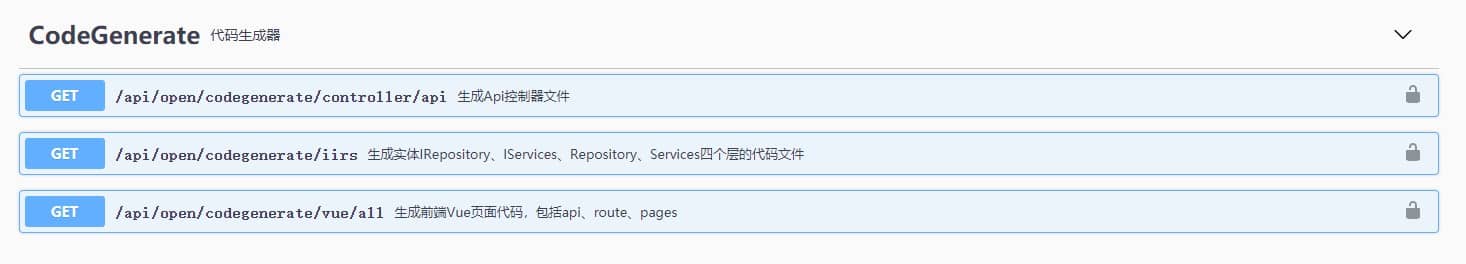 CodeGenerate 代码生成器
GET /api/open/codegenerate/controller/api 生成Api控制器文件
GET /api/open/codegenerate/iirs 生成实体IRepository、IServices、Repository、Services四个层的代码文件
GET /api/open/codegenerate/vue/all 生成前端Vue页面代码，包括api、route、pages